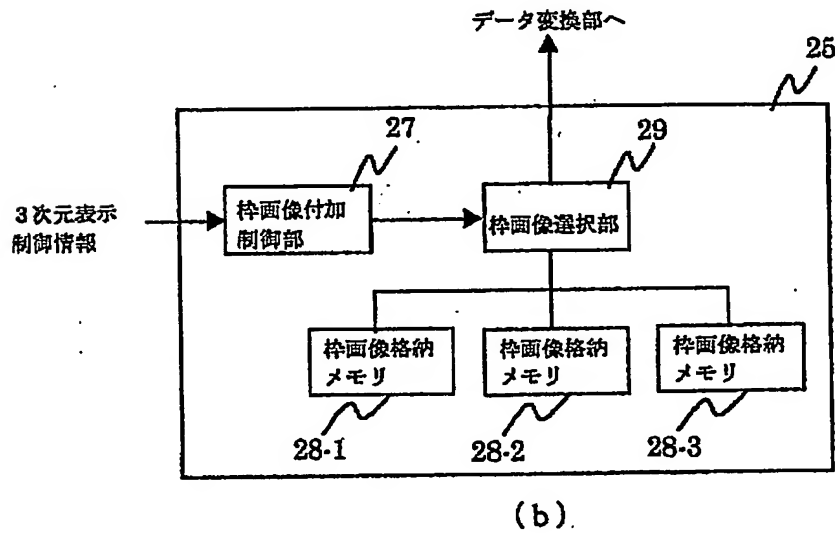 データ変換部へ
25
27
29
3次元表示
制御情報
枠画像付加
制御部
枠画像選択部
枠画像格納
メモリ
枠画像格納
メモリ
枠画像格納
メモリ
28-1
28-2
28-3
(b)